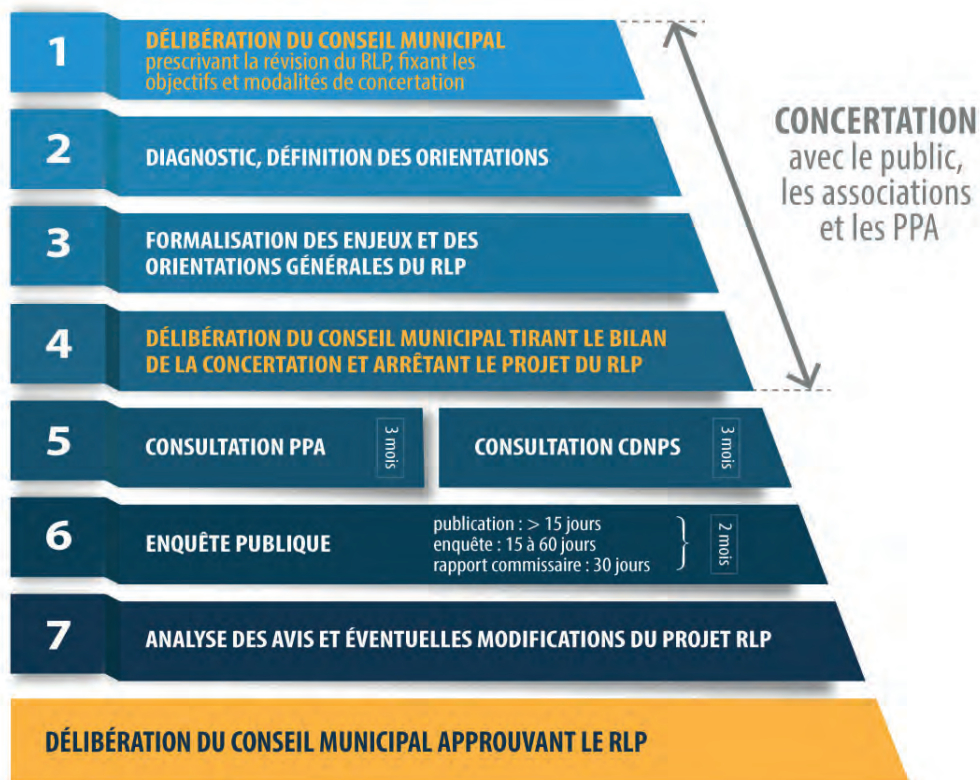 1
DÉLIBÉRATION DU CONSEIL MUNICIPAL
prescrivant la révision du RLP, fixant les
objectifs et modalités de concertation
CONCERTATION
avec le public,
les associations
et les PPA
2
DIAGNOSTIC, DÉFINITION DES ORIENTATIONS
3
FORMALISATION DES ENJEUX ET DES
ORIENTATIONS GÉNÉRALES DU RLP
4
DÉLIBÉRATION DU CONSEIL MUNICIPAL TIRANT LE BILAN
DE LA CONCERTATION ET ARRÊTANT LE PROJET DU RLP
5
CONSULTATION PPA
3 mois
CONSULTATION CDNPS
3 mois
6
ENQUÊTE PUBLIQUE
publication : > 15 jours
enquête : 15 à 60 jours
rapport commissaire : 30 jours
2 mois
7
ANALYSE DES AVIS ET ÉVENTUELLES MODIFICATIONS DU PROJET RLP
DÉLIBÉRATION DU CONSEIL MUNICIPAL APPROUVANT LE RLP